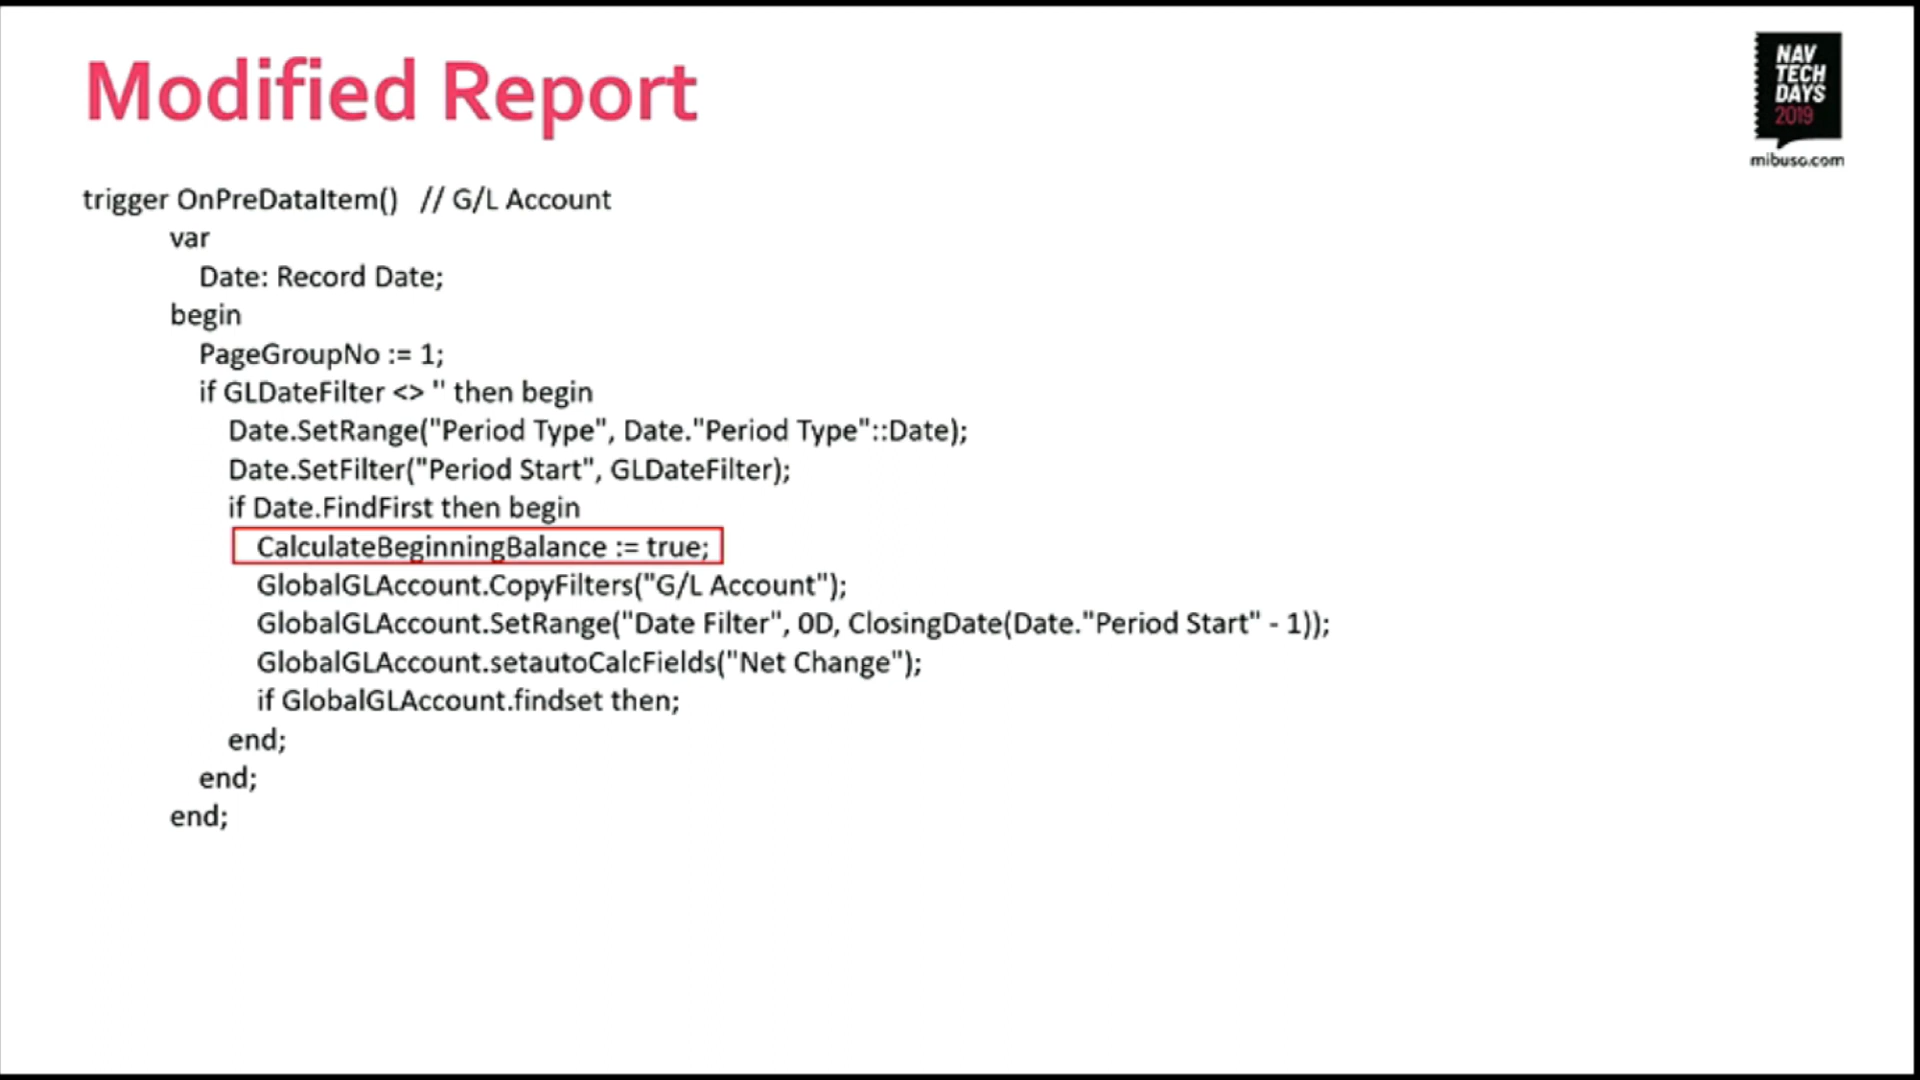 Modified Report
NAV
TECH
DAYS
2019
mibuso.com
trigger OnPreDataItem()   // G/L Account
var
Date: Record Date;
begin
PageGroupNo := 1;
if GLDateFilter <> '' then begin
Date.SetRange("Period Type", Date."Period Type"::Date);
Date.SetFilter("Period Start", GLDateFilter);
if Date.FindFirst then begin
CalculateBeginningBalance := true;
GlobalGLAccount.CopyFilters("G/L Account");
GlobalGLAccount.SetRange("Date Filter", 0D, ClosingDate(Date."Period Start" - 1));
GlobalGLAccount.setautoCalcFields("Net Change");
if GlobalGLAccount.findset then;
end;
end;
end;